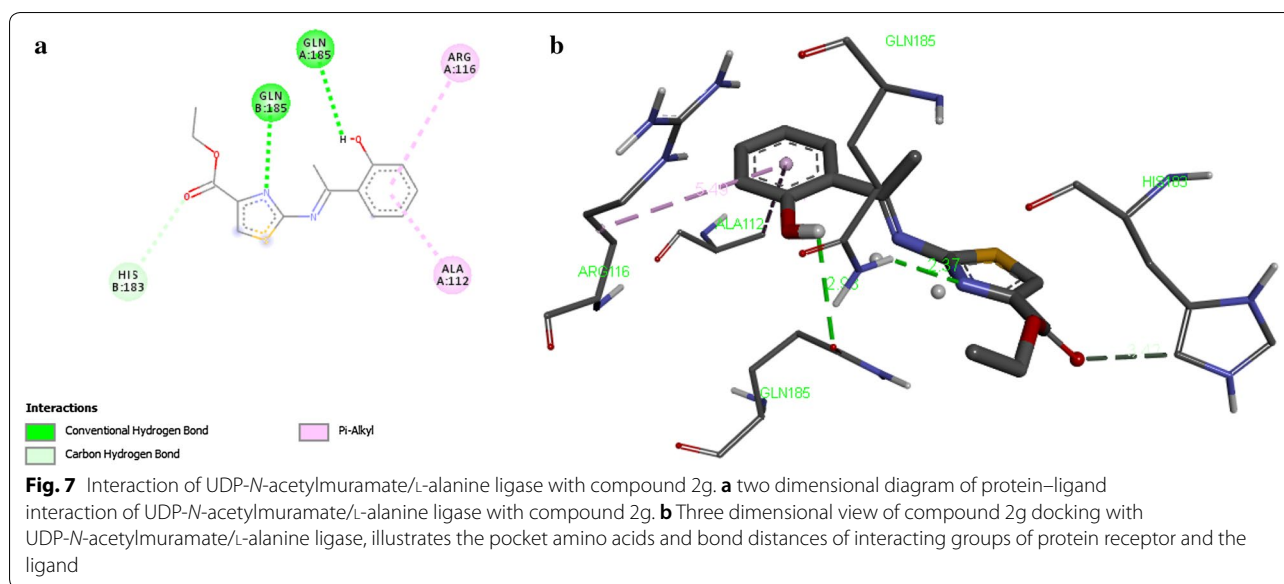 a
GLN
A:185
ARG
A:116
GLN
B:185
H
O
O
O
N
N
S
HIS
B:183
ALA
A:112
Interactions
Conventional Hydrogen Bond
Carbon Hydrogen Bond
Pi-Alkyl
b
GLN185
HIS183
ALA112
2.37
ARG116
GLN185
Fig. 7 Interaction of UDP-N-acetylmuramate/L-alanine ligase with compound 2g. a two dimensional diagram of protein–ligand
interaction of UDP-N-acetylmuramate/L-alanine ligase with compound 2g. b Three dimensional view of compound 2g docking with
UDP-N-acetylmuramate/L-alanine ligase, illustrates the pocket amino acids and bond distances of interacting groups of protein receptor and the
ligand